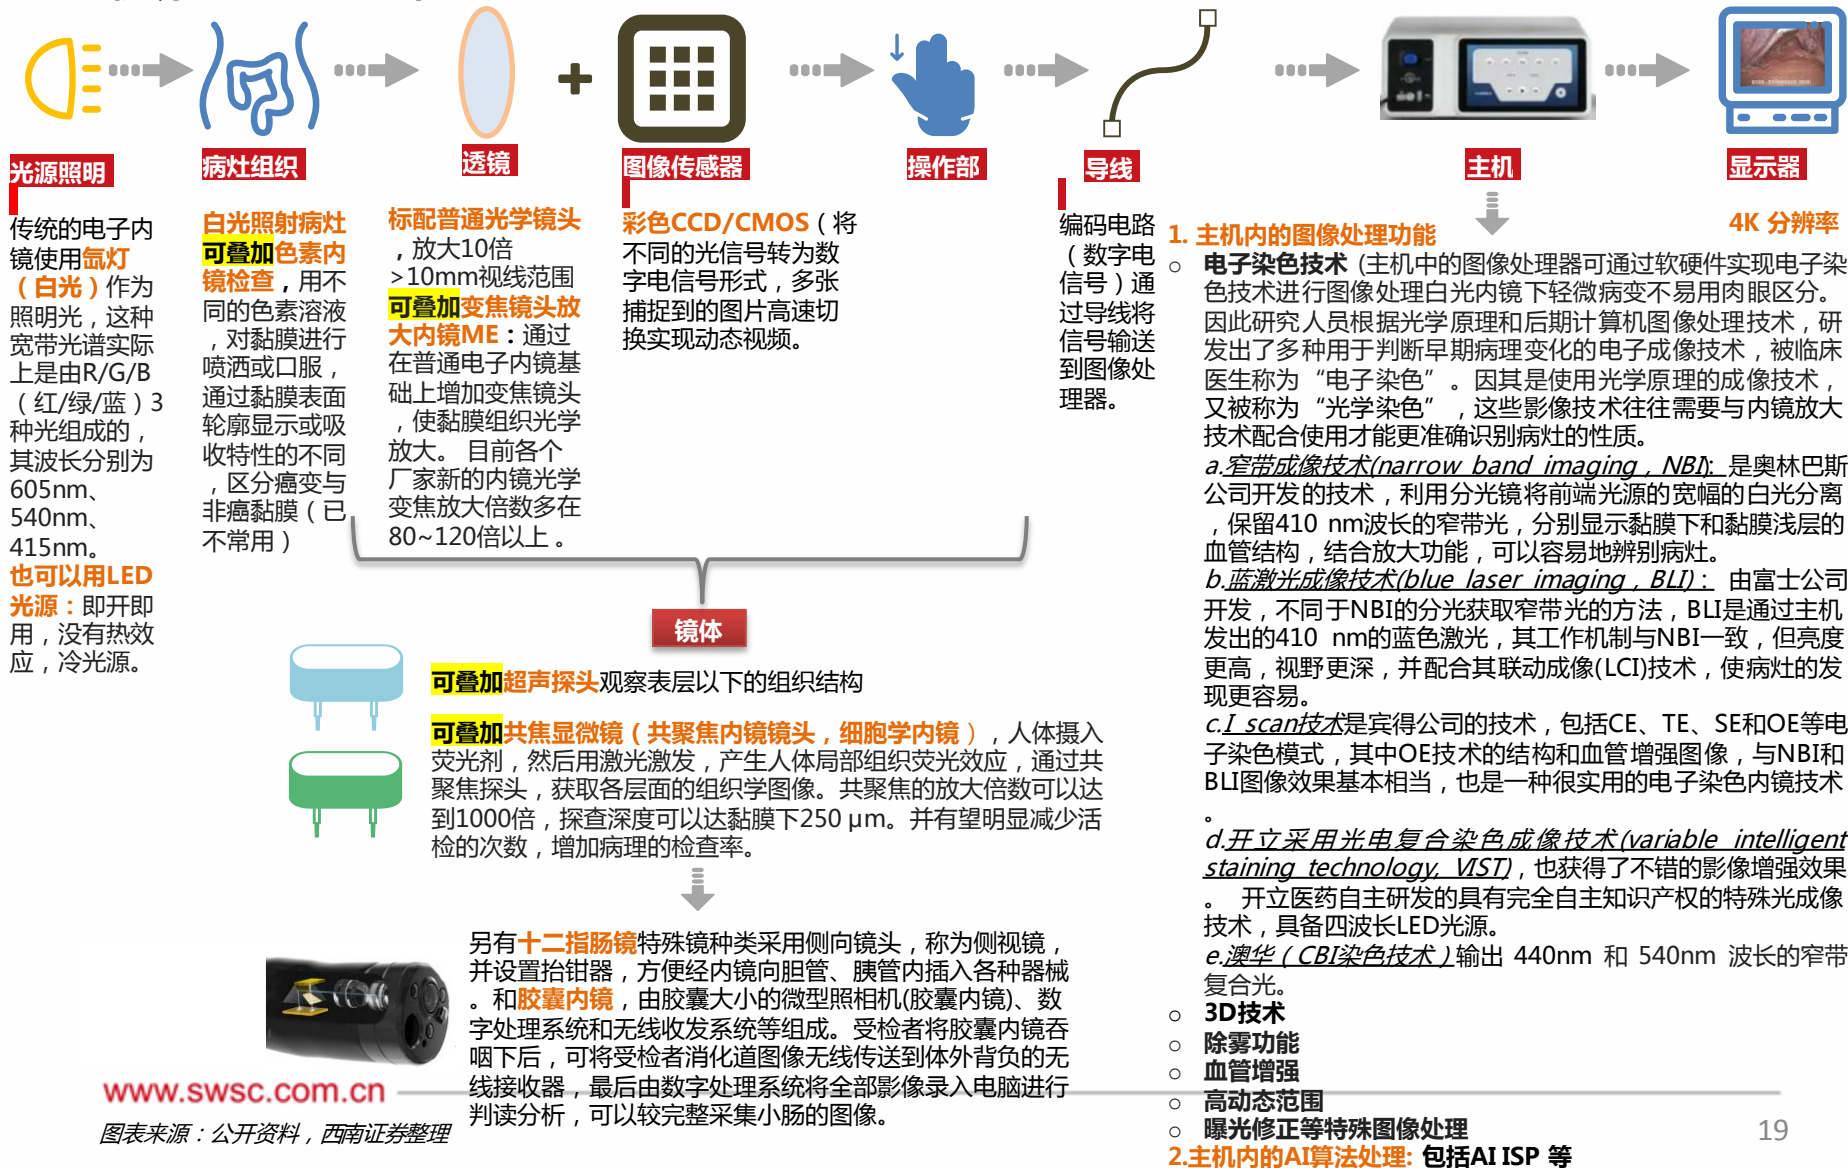 光源照明
病灶组织
透镜
图像传感器
操作部
导线
主机
显示器
传统的电子内
镜使用氙灯
（白光）作为
照明光，这种
宽带光谱实际
上是由R/G/B
（红/绿/蓝）3
种光组成的，
其波长分别为
605nm、
540nm、
415nm。
也可以用LED
光源：即开即
用，没有热效
应，冷光源。
白光照射病灶
可叠加色素内
镜检查，用不
同的色素溶液
，对黏膜进行
喷洒或口服，
通过黏膜表面
轮廓显示或吸
收特性的不同
，区分癌变与
非癌黏膜（已
不常用）
标配普通光学镜头
，放大10倍
>10mm视线范围
可叠加变焦镜头放
大内镜ME：通过
在普通电子内镜基
础上增加变焦镜头
，使黏膜组织光学
放大。 目前各个
厂家新的内镜光学
变焦放大倍数多在
80~120倍以上 。
彩色CCD/CMOS（将
不同的光信号转为数
字电信号形式，多张
捕捉到的图片高速切
换实现动态视频。
编码电路
（数字电
信号）通
过导线将
信号输送
到图像处
理器。
4K 分辨率
1. 主机内的图像处理功能
○ 电子染色技术 (主机中的图像处理器可通过软硬件实现电子染
色技术进行图像处理白光内镜下轻微病变不易用肉眼区分。
因此研究人员根据光学原理和后期计算机图像处理技术，研
发出了多种用于判断早期病理变化的电子成像技术，被临床
医生称为“电子染色”。因其是使用光学原理的成像技术，
又被称为“光学染色”，这些影像技术往往需要与内镜放大
技术配合使用才能更准确识别病灶的性质。
a.窄带成像技术(narrow band imaging，NBI): 是奥林巴斯
公司开发的技术，利用分光镜将前端光源的宽幅的白光分离
，保留410 nm波长的窄带光，分别显示黏膜下和黏膜浅层的
血管结构，结合放大功能，可以容易地辨别病灶。
b.蓝激光成像技术(blue laser imaging，BLI)： 由富士公司
开发，不同于NBI的分光获取窄带光的方法，BLI是通过主机
发出的410 nm的蓝色激光，其工作机制与NBI一致，但亮度
更高，视野更深，并配合其联动成像(LCI)技术，使病灶的发
现更容易。
c.I scan技术是宾得公司的技术，包括CE、TE、SE和OE等电
子染色模式，其中OE技术的结构和血管增强图像，与NBI和
BLI图像效果基本相当，也是一种很实用的电子染色内镜技术
。
d.开立采用光电复合染色成像技术(variable intelligent
staining technology, VIST)，也获得了不错的影像增强效果
。 开立医药自主研发的具有完全自主知识产权的特殊光成像
技术，具备四波长LED光源。
e.澳华（CBI染色技术）输出 440nm 和 540nm 波长的窄带
复合光。
○ 3D技术
○ 除雾功能
○ 血管增强
○ 高动态范围
○ 曝光修正等特殊图像处理
2.主机内的AI算法处理: 包括AI ISP 等
镜体
可叠加超声探头观察表层以下的组织结构
可叠加共焦显微镜（共聚焦内镜镜头，细胞学内镜），人体摄入
荧光剂，然后用激光激发，产生人体局部组织荧光效应，通过共
聚焦探头，获取各层面的组织学图像。共聚焦的放大倍数可以达
到1000倍，探查深度可以达黏膜下250 μm。并有望明显减少活
检的次数，增加病理的检查率。
另有十二指肠镜特殊镜种类采用侧向镜头，称为侧视镜，
并设置抬钳器，方便经内镜向胆管、胰管内插入各种器械
。和胶囊内镜，由胶囊大小的微型照相机(胶囊内镜)、数
字处理系统和无线收发系统等组成。受检者将胶囊内镜吞
咽下后，可将受检者消化道图像无线传送到体外背负的无
线接收器，最后由数字处理系统将全部影像录入电脑进行
判读分析，可以较完整采集小肠的图像。
www.swsc.com.cn
图表来源：公开资料，西南证券整理
19